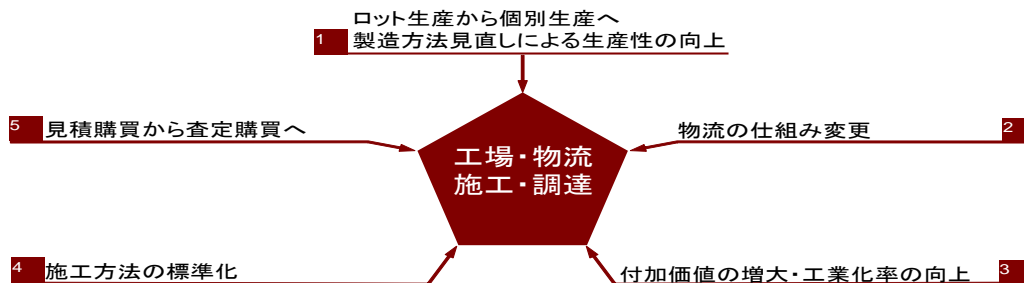 ロット生産から個別生産へ
1 製造方法見直しによる生産性の向上
5 見積購買から査定購買へ
物流の仕組み変更 2
工場・物流
施工・調達
4 施工方法の標準化
付加価値の増大・工業化率の向上 3